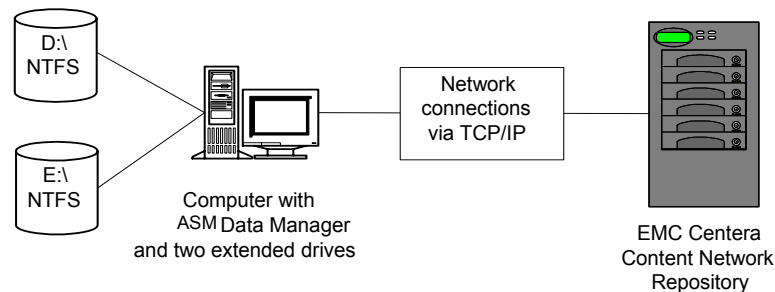 D:\
NTFS
E:\
NTFS
Computer with
ASM Data Manager
and two extended drives
Network
connections
via TCP/IP
EMC Centera
Content Network
Repository